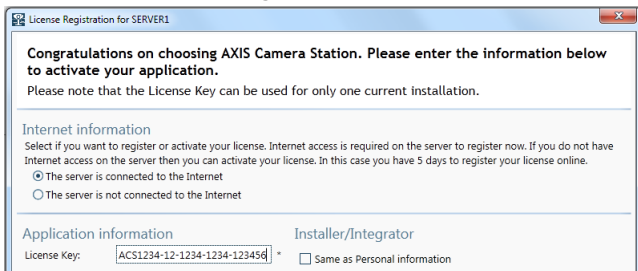 License Registration for SERVER1
Congratulations on choosing AXIS Camera Station. Please enter the information below
to activate your application.
Please note that the License Key can be used for only one current installation.
Internet information
Select if you want to register or activate your license. Internet access is required on the server to register now. If you do not have
Internet access on the server then you can activate your license. In this case you have 5 days to register your license online.
The server is connected to the Internet
The server is not connected to the Internet
Application information
Installer/Integrator
License Key: ACS1234-12-1234-1234-123456 *
Same as Personal information